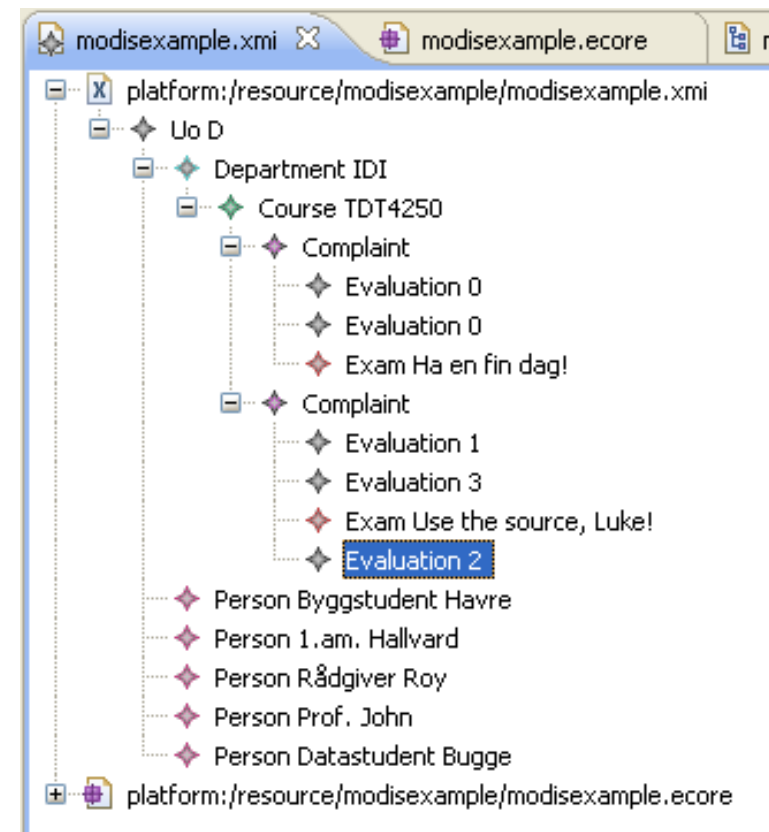 modisexample.xmi modisexample.ecore
platform:/resource/modisexample/modisexample.xmi
Uo D
Department IDI
Course TDT4250
Complaint
Evaluation 0
Evaluation 0
Exam Ha en fin dag!
Complaint
Evaluation 1
Evaluation 3
Exam Use the source, Luke!
Evaluation 2
Person Byggstudent Havre
Person 1.am. Hallvard
Person Rådgiver Roy
Person Prof. John
Person Datastudent Bugge
platform:/resource/modisexample/modisexample.ecore